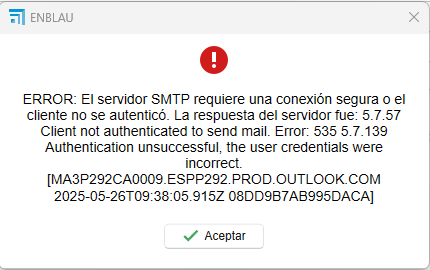 ENBLAU
ERROR: El servidor SMTP requiere una conexión segura o el
cliente no se autenticó. La respuesta del servidor fue: 5.7.57
Client not authenticated to send mail. Error: 535 5.7.139
Authentication unsuccessful, the user credentials were
incorrect.
[MA3P292CA0009.ESPP292.PROD.OUTLOOK.COM
2025-05-26T09:38:05.915Z 08DD9B7AB995DACA]
Aceptar